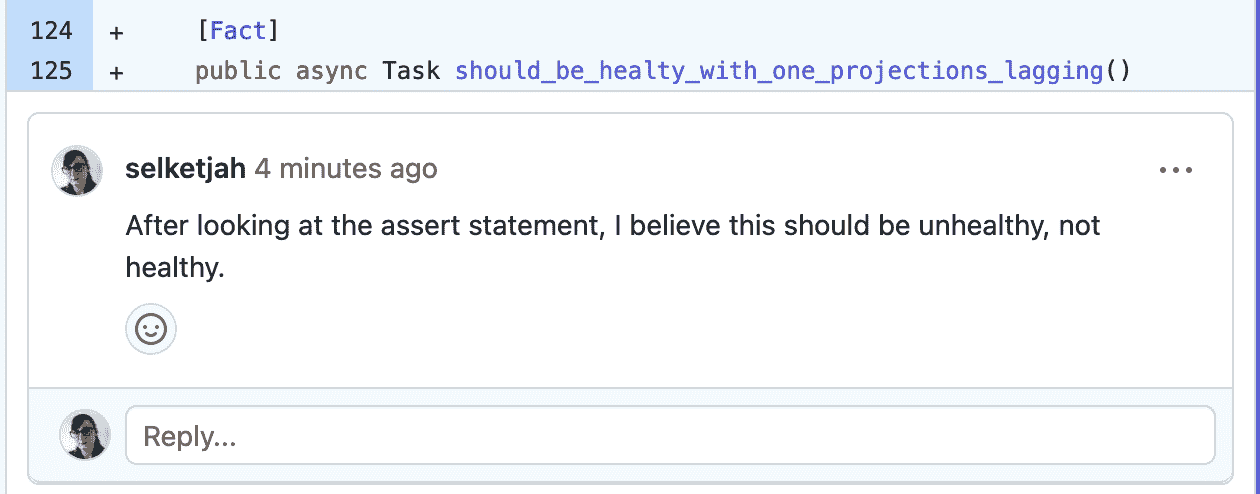 124 + [Fact]
125 + public async Task should_be_healty_with_one_projections_lagging()
selketjah 4 minutes ago
After looking at the assert statement, I believe this should be unhealthy, not
healthy.
Reply...